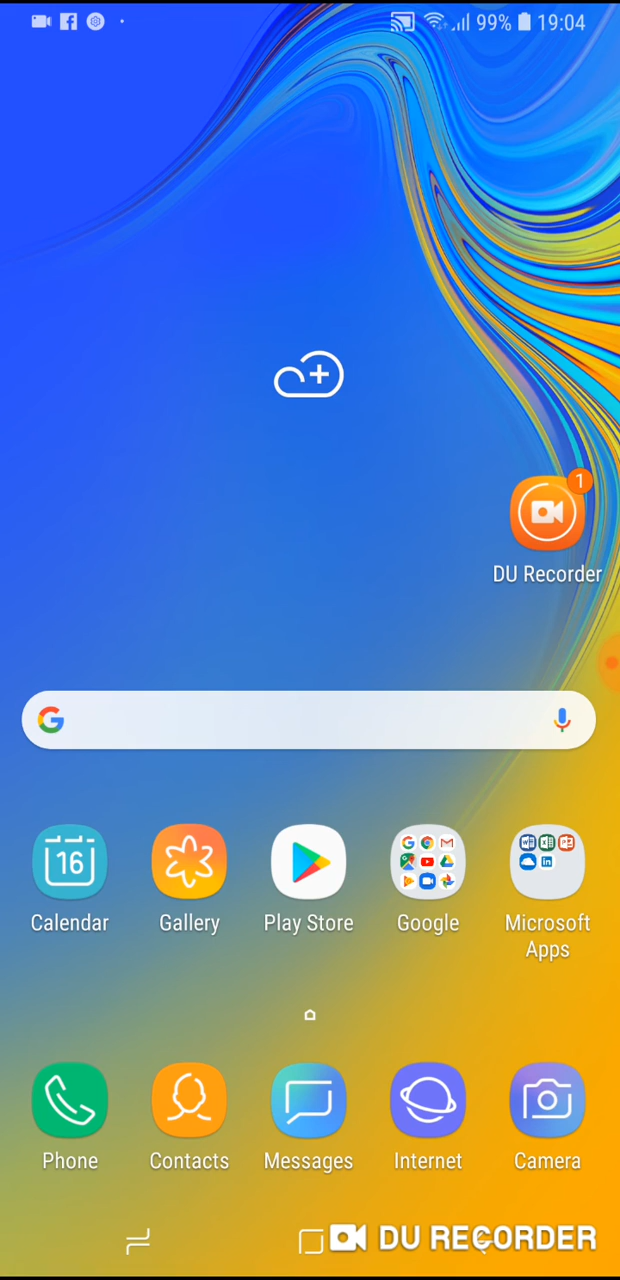 99% 19:04
1
DU Recorder
16
Calendar
Gallery
Play Store
Google
Microsoft
Apps
Phone
Contacts
Messages
Internet
Camera
DU RECORDER